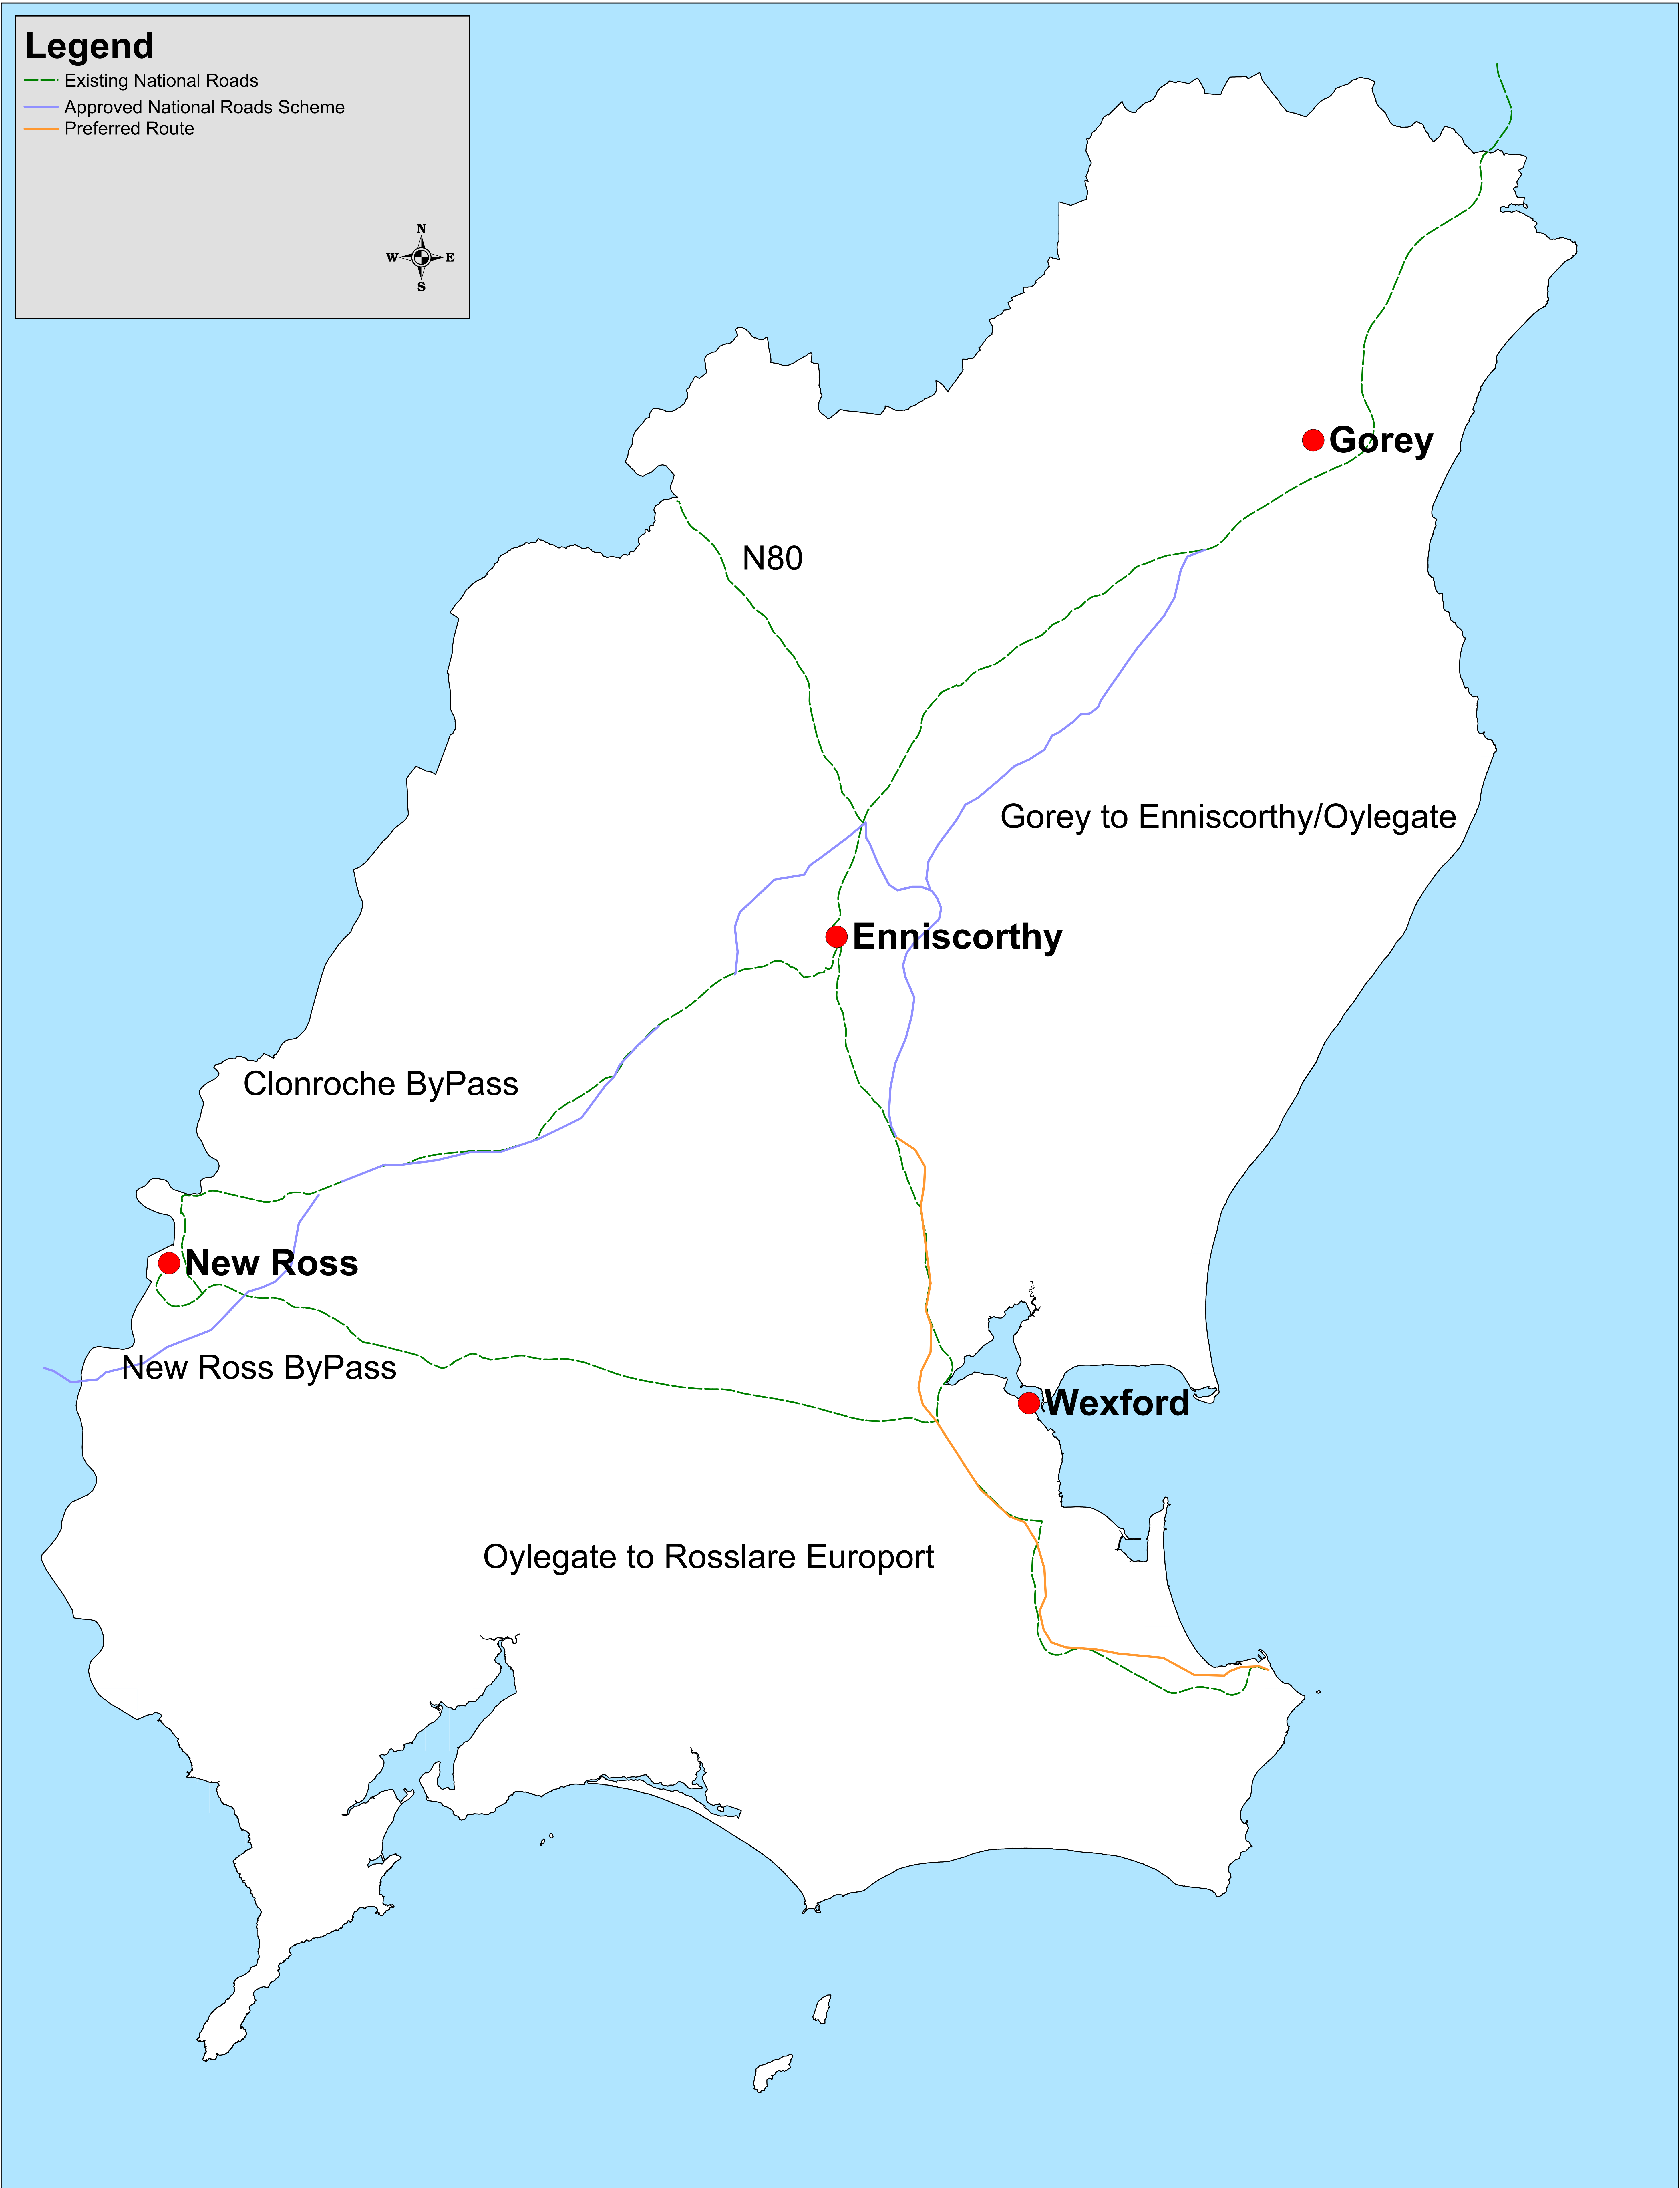 Legend
Existing National Roads
Approved National Roads Scheme
Preferred Route
N
W E
S
Gorey
N80
Gorey to Enniscorthy/Oylegate
Enniscorthy
Clonroche ByPass
New Ross
New Ross ByPass
Wexford
Oylegate to Rosslare Europort